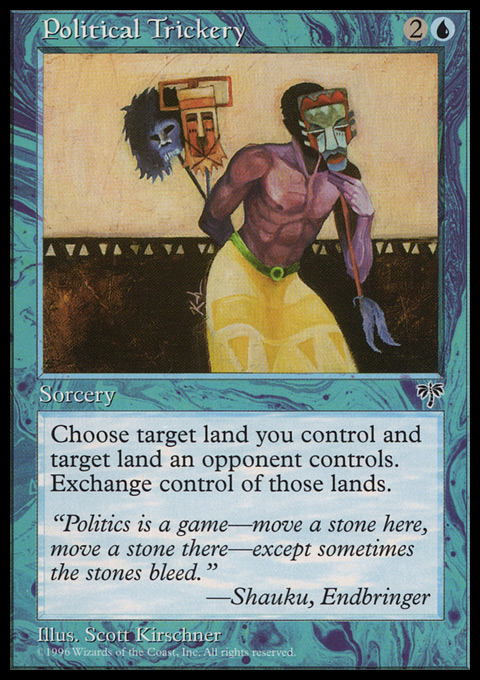 Political Trickery 2
Sorcery
Choose target land you control and
target land an opponent controls.
Exchange control of those lands.
“Politics is a game—move a stone here,
move a stone there—except sometimes
the stones bleed.”
—Shauku, Endbringer
Illus. Scott Kirschner
©1996 Wizards of the Coast, Inc. All rights reserved.